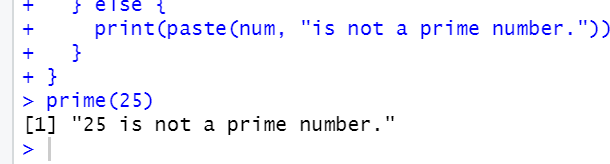 +   } else {
+     print(paste(num, "is not a prime number."))
+   }
+ }
> prime(25)
[1] "25 is not a prime number."
>